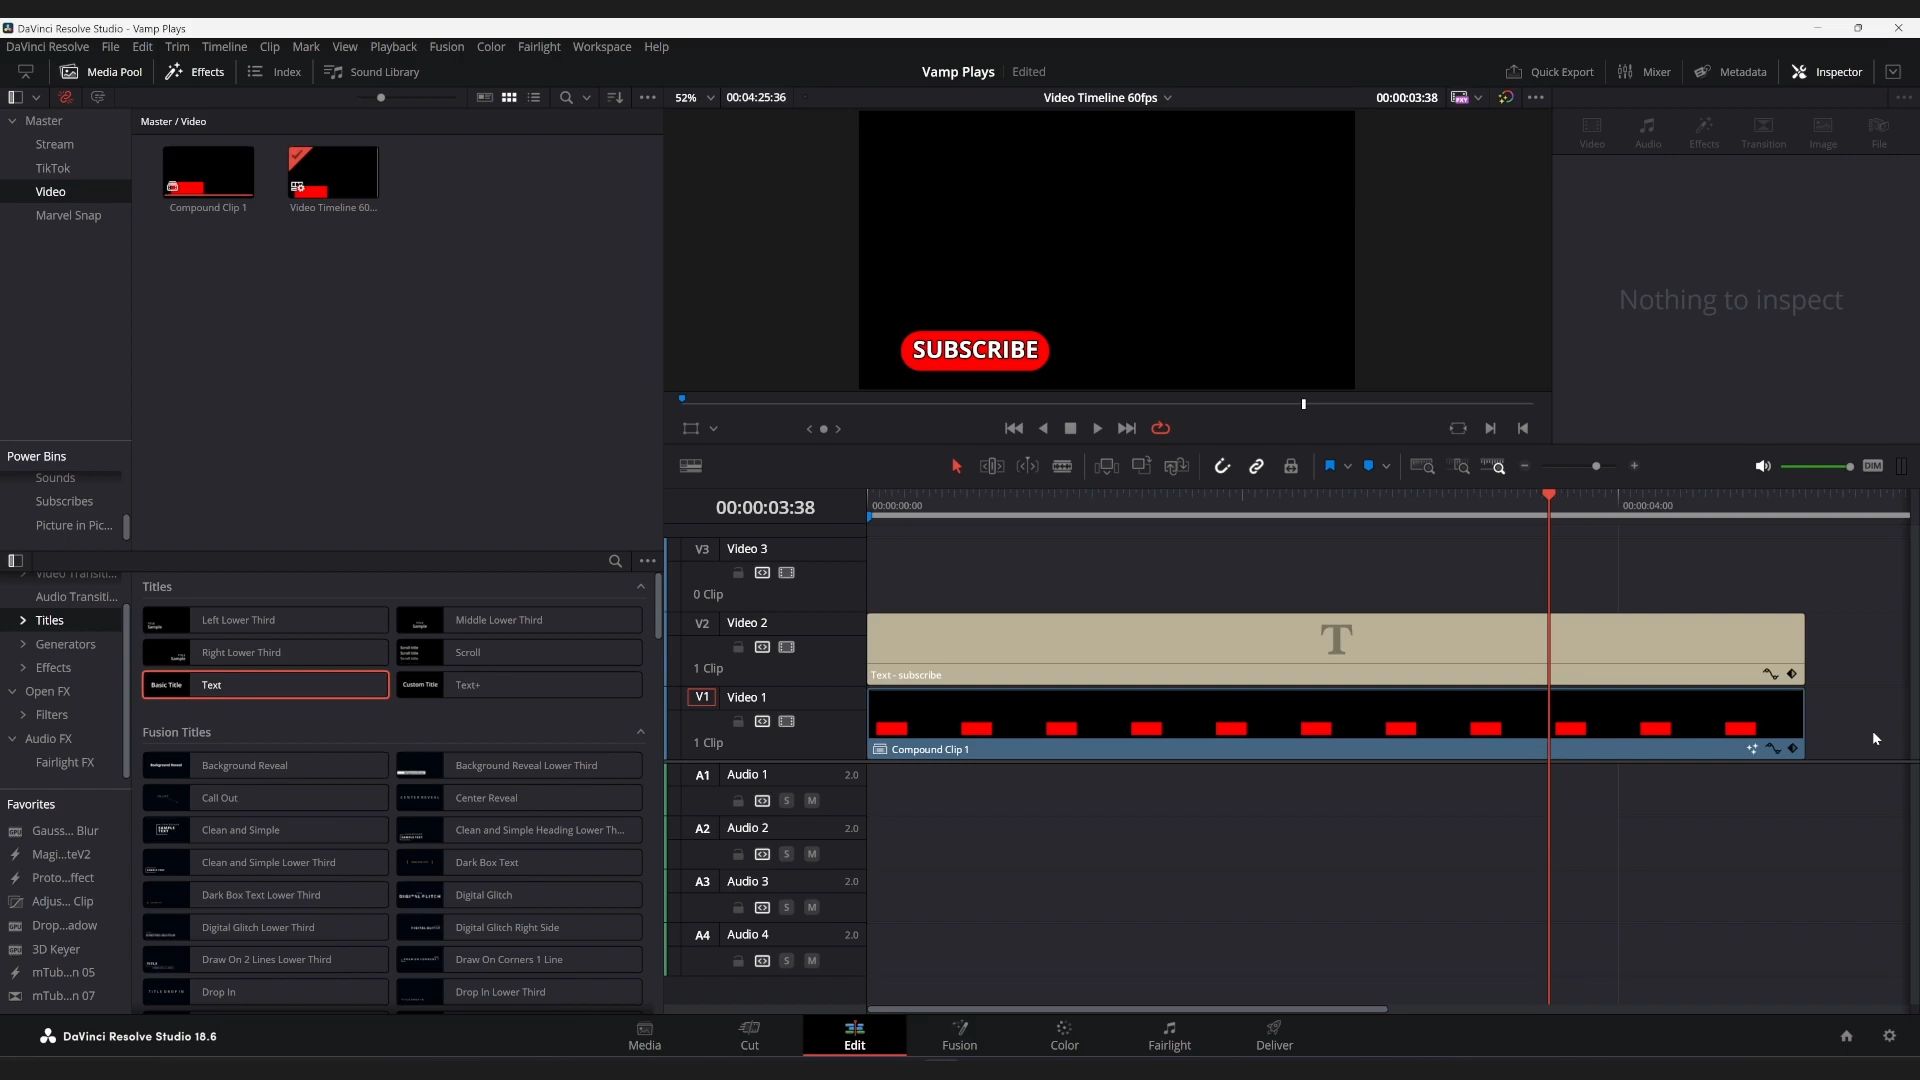 DaVinci Resolve Studio - Vamp Plays
DaVinci Resolve File Edit Trim Timeline Clip Mark View Playback Fusion Color Fairlight Workspace Help
Media Pool Effects Index Sound Library
Vamp Plays Edited
Quick Export Mixer Metadata Inspector
52% 00:04:25:36 Video Timeline 60fps 00:00:03:38
Master
Stream
TikTok
Video
Marvel Snap
Master / Video
Compound Clip 1
Video Timeline 60...
Video Audio Effects Transition Image File
Nothing to inspect
SUBSCRIBE
Power Bins
Sounds
Subscribes
Picture in Pic...
DIM
00:00:03:38
00:00:00:00
00:00:04:00
V3 Video 3
0 Clip
V2 Video 2
1 Clip
T
Text - subscribe
V1 Video 1
1 Clip
Compound Clip 1
A1 Audio 1 2.0
S M
A2 Audio 2 2.0
S M
A3 Audio 3 2.0
S M
A4 Audio 4 2.0
S M
Video Transiti...
Audio Transiti...
Titles
Generators
Effects
Open FX
Filters
Audio FX
Fairlight FX
Favorites
Gauss... Blur
Magi...teV2
Proto...ffect
Adjus... Clip
Drop...adow
3D Keyer
mTub...n 05
mTub...n 07
Titles
Left Lower Third
Middle Lower Third
Right Lower Third
Scroll
Basic Title Text
Custom Title Text+
Fusion Titles
Background Reveal
Background Reveal Lower Third
Call Out
Center Reveal
Clean and Simple
Clean and Simple Heading Lower Th...
Clean and Simple Lower Third
Dark Box Text
Dark Box Text Lower Third
Digital Glitch
Digital Glitch Lower Third
Digital Glitch Right Side
Draw On 2 Lines Lower Third
Draw On Corners 1 Line
Drop In
Drop In Lower Third
DaVinci Resolve Studio 18.6
Media Cut Edit Fusion Color Fairlight Deliver